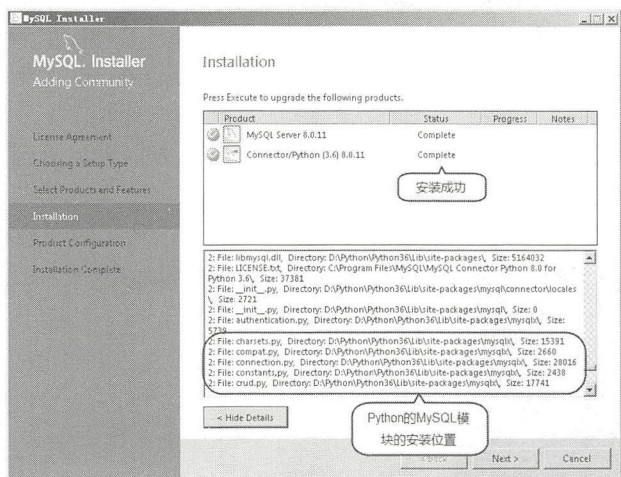 MySQL Installer
MySQL. Installer
Adding Community
License Agreement
Choosing a Setup Type
Select Products and Features
Installation
Product Configuration
Installation Complete
Installation
Press Execute to upgrade the following products.
Product Status Progress Notes
MySQL Server 8.0.11 Complete
Connector/Python (3.6) 8.0.11 Complete
安装成功
2: File: libmysql.dll, Directory: D:\Python\Python36\Lib\site-packages\, Size: 5164032
2: File: LICENSE.txt, Directory: C:\Program Files\MySQL\MySQL Connector Python 8.0 for
Python 3.6\, Size: 37381
2: File: __init__.py, Directory: D:\Python\Python36\Lib\site-packages\mysql\connector\locales
\, Size: 2721
2: File: __init__.py, Directory: D:\Python\Python36\Lib\site-packages\mysql\, Size: 0
2: File: authentication.py, Directory: D:\Python\Python36\Lib\site-packages\mysqlx\, Size:
5739
2: File: charsets.py, Directory: D:\Python\Python36\Lib\site-packages\mysqlx\, Size: 15391
2: File: compat.py, Directory: D:\Python\Python36\Lib\site-packages\mysqlx\, Size: 2660
2: File: connection.py, Directory: D:\Python\Python36\Lib\site-packages\mysqlx\, Size: 28016
2: File: constants.py, Directory: D:\Python\Python36\Lib\site-packages\mysqlx\, Size: 2438
2: File: crud.py, Directory: D:\Python\Python36\Lib\site-packages\mysqlx\, Size: 17741
< Hide Details
Python的MySQL模
块的安装位置
< Back Next > Cancel